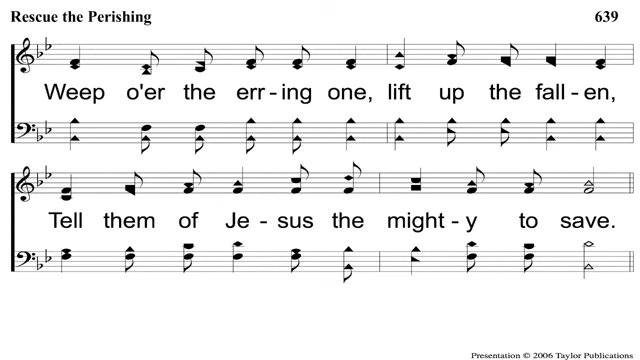 Rescue the Perishing 639
Weep o'er the err-ing one, lift up the fall-en,
Tell them of Je-sus the might-y to save.
Presentation © 2006 Taylor Publications